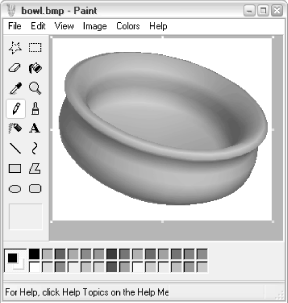 bowl.bmp - Paint
File Edit View Image Colors Help
A
For Help, click Help Topics on the Help Me